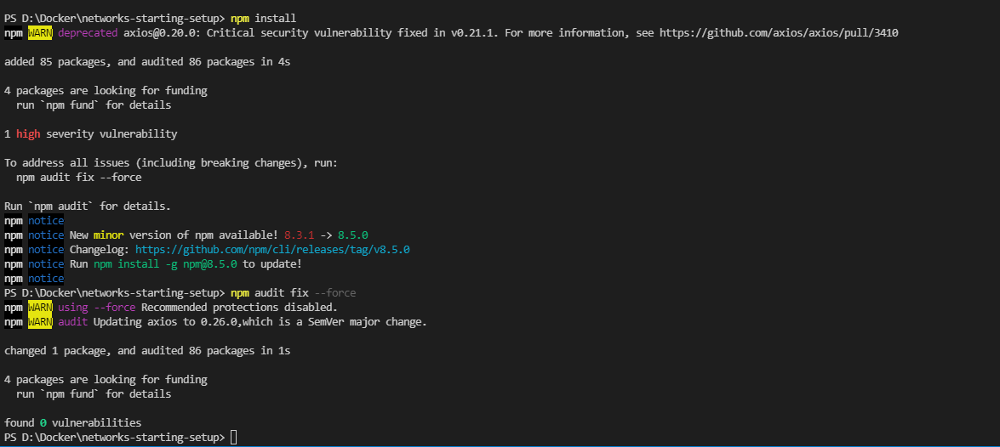 PS D:\Docker\networks-starting-setup> npm install
npm WARN deprecated axios@0.20.0: Critical security vulnerability fixed in v0.21.1. For more information, see https://github.com/axios/axios/pull/3410
added 85 packages, and audited 86 packages in 4s
4 packages are looking for funding
  run `npm fund` for details
1 high severity vulnerability
To address all issues (including breaking changes), run:
  npm audit fix --force
Run `npm audit` for details.
npm notice
npm notice New minor version of npm available! 8.3.1 -> 8.5.0
npm notice Changelog: https://github.com/npm/cli/releases/tag/v8.5.0
npm notice Run npm install -g npm@8.5.0 to update!
npm notice
PS D:\Docker\networks-starting-setup> npm audit fix --force
npm WARN using --force Recommended protections disabled.
npm WARN audit Updating axios to 0.26.0,which is a SemVer major change.
changed 1 package, and audited 86 packages in 1s
4 packages are looking for funding
  run `npm fund` for details
found 0 vulnerabilities
PS D:\Docker\networks-starting-setup>